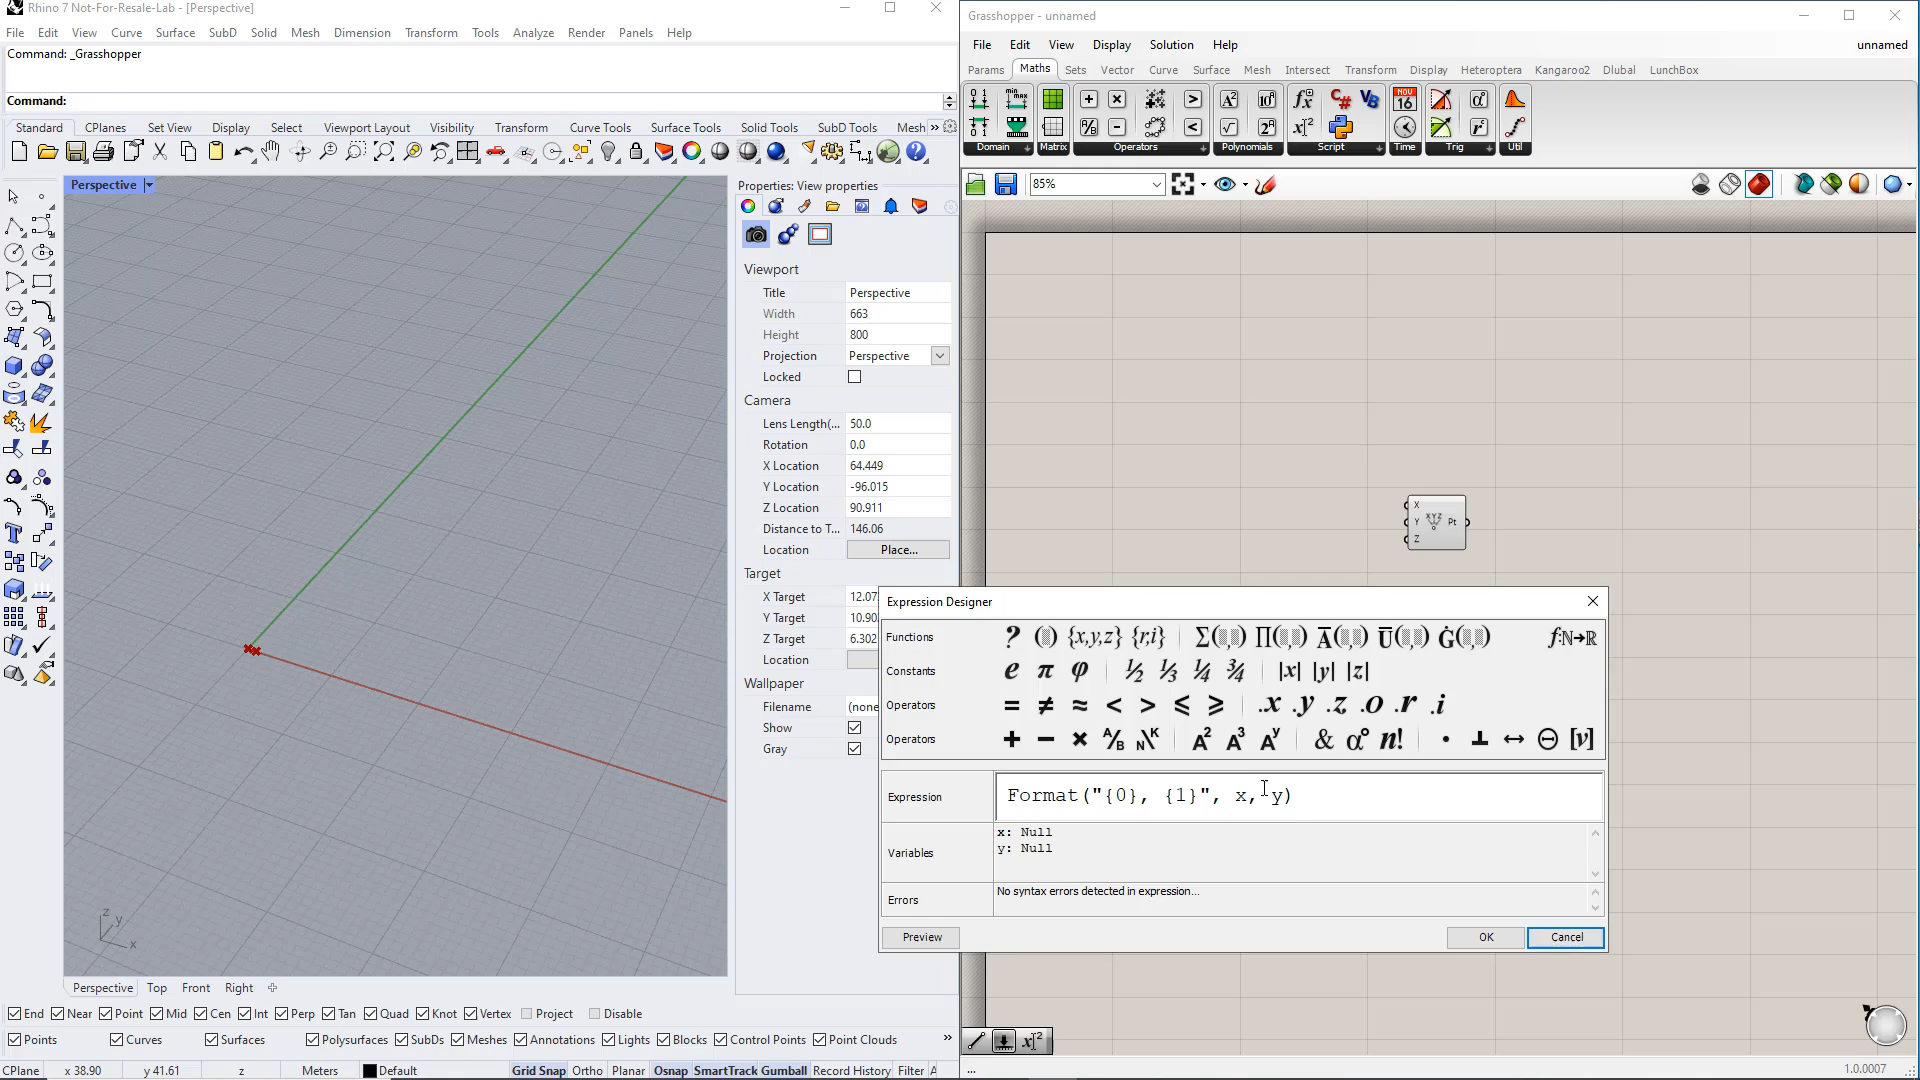 Rhino 7 Not-For-Resale-Lab - [Perspective]
File Edit View Curve Surface SubD Solid Mesh Dimension Transform Tools Analyze Render Panels Help
Command: _Grasshopper
Command:
Standard CPlanes Set View Display Select Viewport Layout Visibility Transform Curve Tools Surface Tools Solid Tools SubD Tools Mesh »
Perspective
z y x
Perspective Top Front Right
Properties: View properties
Viewport
Title Perspective
Width 663
Height 800
Projection Perspective
Locked
Camera
Lens Length(... 50.0
Rotation 0.0
X Location 64.449
Y Location -96.015
Z Location 90.911
Distance to T... 146.06
Location Place...
Target
X Target 12.07
Y Target 10.90
Z Target 6.302
Location
Wallpaper
Filename (none
Show
Gray
End Near Point Mid Cen Int Perp Tan Quad Knot Vertex Project Disable
Points Curves Surfaces Polysurfaces SubDs Meshes Annotations Lights Blocks Control Points Point Clouds »
CPlane x 38.90 y 41.61 z Meters Default Grid Snap Ortho Planar Osnap SmartTrack Gumball Record History Filter A
Grasshopper - unnamed
File Edit View Display Solution Help unnamed
Params Maths Sets Vector Curve Surface Mesh Intersect Transform Display Heteroptera Kangaroo2 Dlubal LunchBox
Domain Matrix Operators Polynomials Script Time Trig Util
85%
X
Y Pt
Z
Expression Designer
Functions ? {x,y,z} {r,i} f:N→R
Constants e π φ ½ ⅓ ¼ ¾ |x| |y| |z|
Operators = ≠ ≈ < > ⩽ ⩾ .x .y .z .o .r .i
Operators + − × A/B N\K A² A³ Aʸ & α° n! • ⊥ ↔ Θ [v]
Expression Format("{0}, {1}", x, y)
Variables
x: Null
y: Null
Errors No syntax errors detected in expression...
Preview OK Cancel
... 1.0.0007